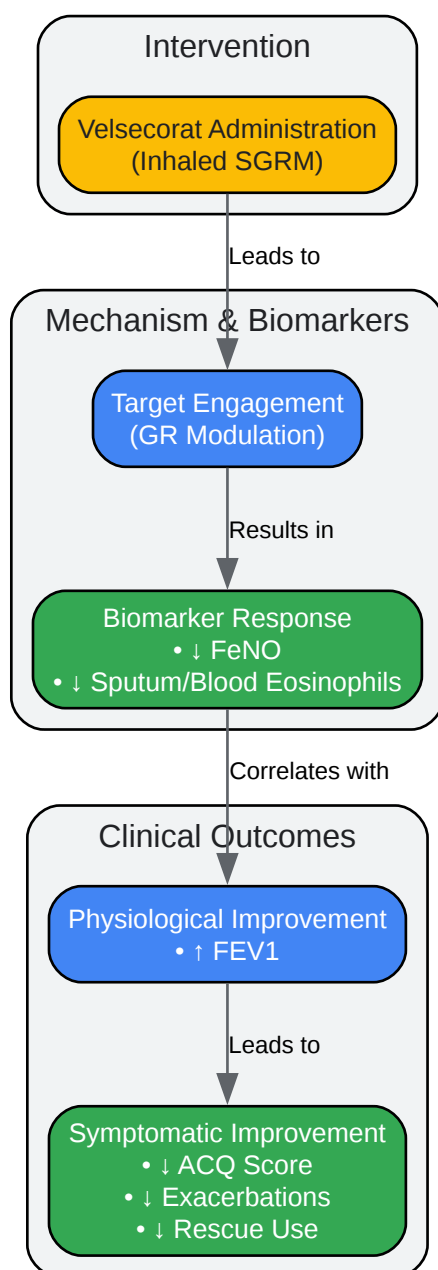 Intervention
Velsecorat Administration
(Inhaled SGRM)
Leads to
Mechanism & Biomarkers
Target Engagement
(GR Modulation)
Results in
Biomarker Response
• ↓ FeNO
• ↓ Sputum/Blood Eosinophils
Correlates with
Clinical Outcomes
Physiological Improvement
• ↑ FEV1
Leads to
Symptomatic Improvement
• ↓ ACQ Score
• ↓ Exacerbations
• ↓ Rescue Use